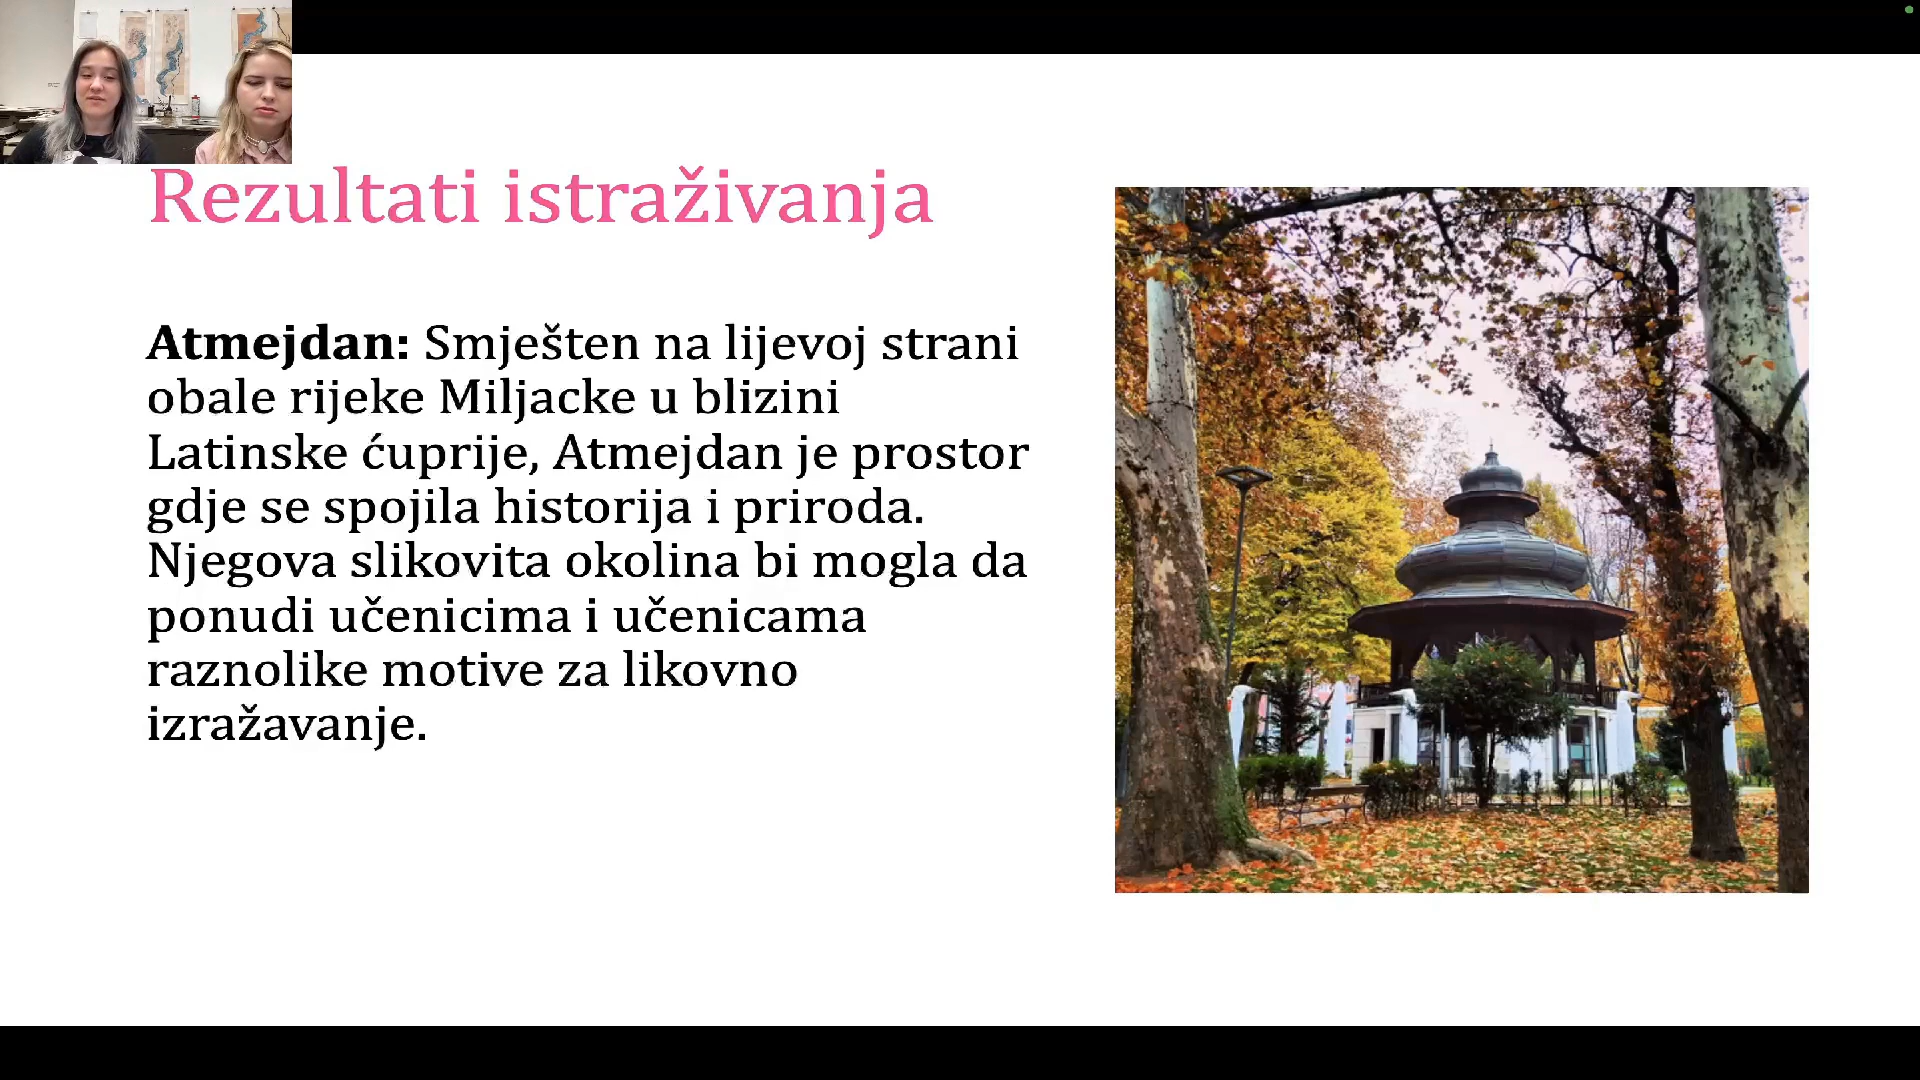 Rezultati istraživanja
Atmejdan: Smješten na lijevoj strani
obale rijeke Miljacke u blizini
Latinske ćuprije, Atmejdan je prostor
gdje se spojila historija i priroda.
Njegova slikovita okolina bi mogla da
ponudi učenicima i učenicama
raznolike motive za likovno
izražavanje.